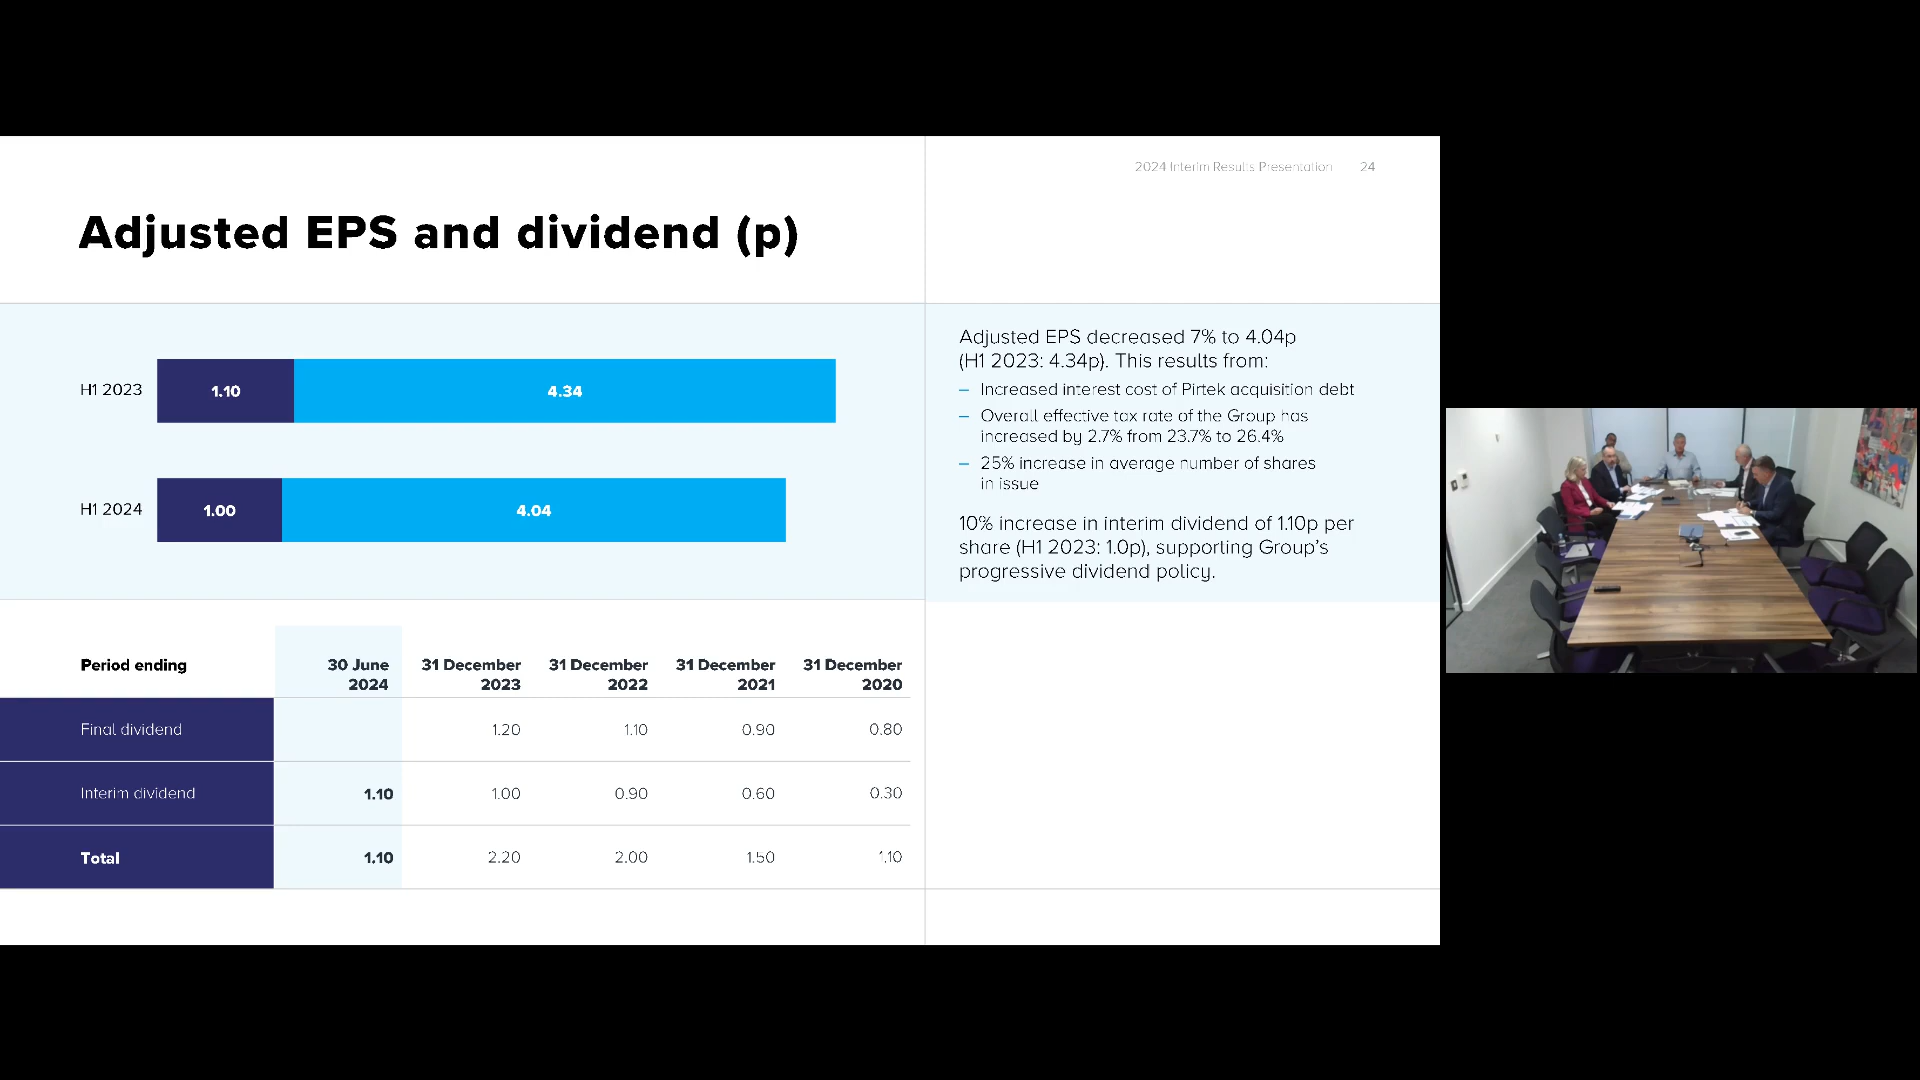 2024 Interim Results Presentation 24
Adjusted EPS and dividend (p)
H1 2023 1.10 4.34
H1 2024 1.00 4.04
Adjusted EPS decreased 7% to 4.04p
(H1 2023: 4.34p). This results from:
– Increased interest cost of Pirtek acquisition debt
– Overall effective tax rate of the Group has
increased by 2.7% from 23.7% to 26.4%
– 25% increase in average number of shares
in issue
10% increase in interim dividend of 1.10p per
share (H1 2023: 1.0p), supporting Group’s
progressive dividend policy.
Period ending 30 June 31 December 31 December 31 December 31 December
2024 2023 2022 2021 2020
Final dividend 1.20 1.10 0.90 0.80
Interim dividend 1.10 1.00 0.90 0.60 0.30
Total 1.10 2.20 2.00 1.50 1.10